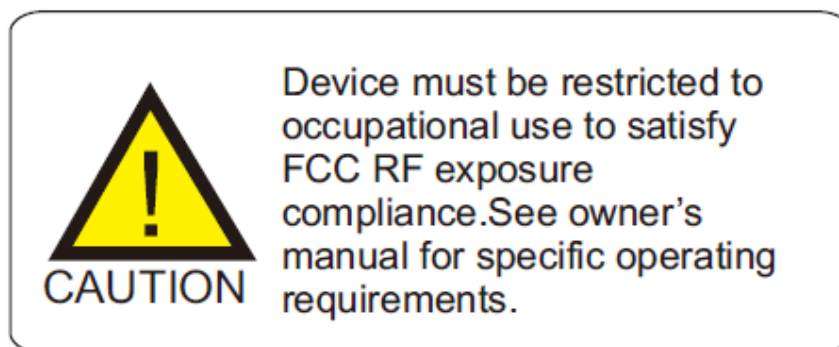 Device must be restricted to
occupational use to satisfy
FCC RF exposure
compliance.See owner’s
manual for specific operating
requirements.
!
CAUTION